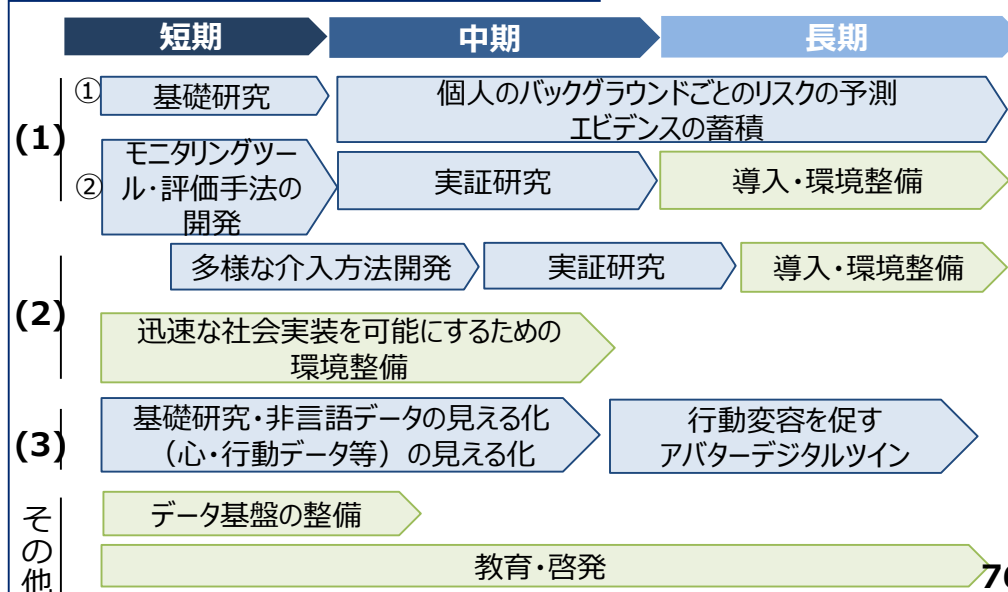 短期 中期 長期
(1)
① 基礎研究
個人のバックグラウンドごとのリスクの予測
エビデンスの蓄積
② モニタリングツー
ル・評価手法の
開発
実証研究
導入・環境整備
(2)
多様な介入方法開発
実証研究
導入・環境整備
迅速な社会実装を可能にするための
環境整備
(3)
基礎研究・非言語データの見える化
（心・行動データ等）の見える化
行動変容を促す
アバターデジタルツイン
その他
データ基盤の整備
教育・啓発